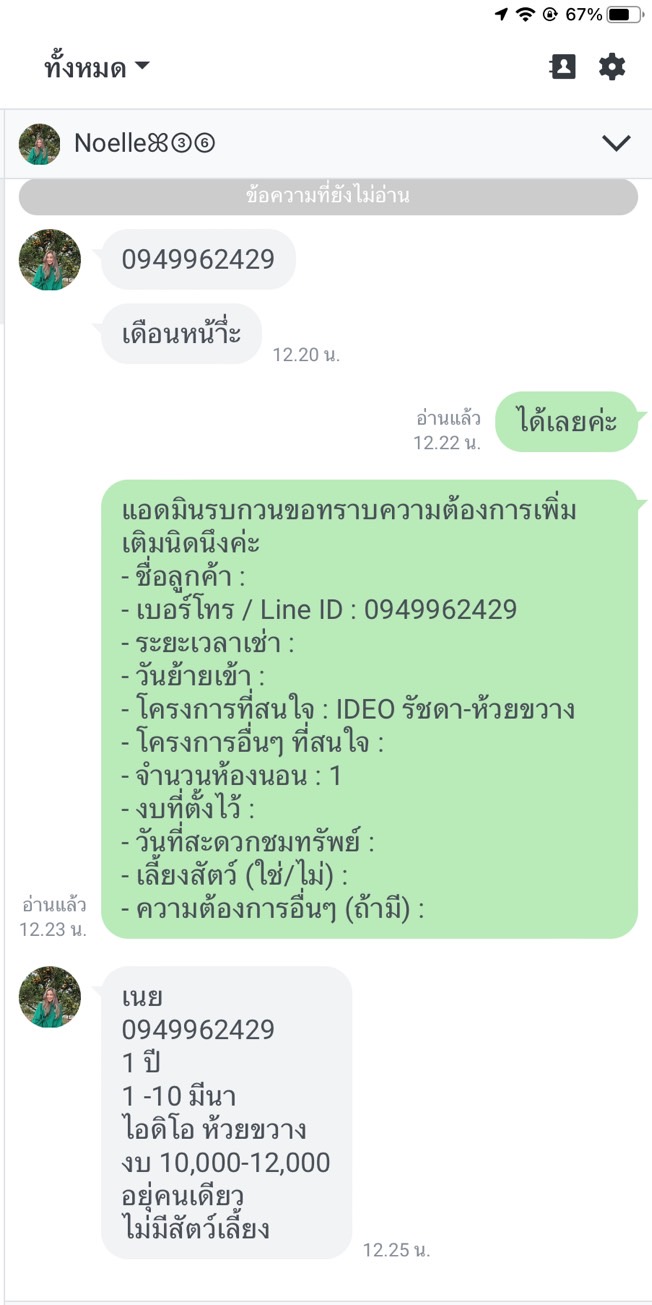 67%
ทั้งหมด
Noelleꕤ③⑥
ข้อความที่ยังไม่อ่าน
0949962429
เดือนหน้าึ่ะ
12.20 น.
ได้เลยค่ะ
อ่านแล้ว
12.22 น.
แอดมินรบกวนขอทราบความต้องการเพิ่ม
เติมนิดนึงค่ะ
- ชื่อลูกค้า :
- เบอร์โทร / Line ID : 0949962429
- ระยะเวลาเช่า :
- วันย้ายเข้า :
- โครงการที่สนใจ : IDEO รัชดา-ห้วยขวาง
- โครงการอื่นๆ ที่สนใจ :
- จำนวนห้องนอน : 1
- งบที่ตั้งไว้ :
- วันที่สะดวกชมทรัพย์ :
- เลี้ยงสัตว์ (ใช่/ไม่) :
- ความต้องการอื่นๆ (ถ้ามี) :
อ่านแล้ว
12.23 น.
เนย
0949962429
1 ปี
1 -10 มีนา
ไอดิโอ ห้วยขวาง
งบ 10,000-12,000
อยุ่คนเดียว
ไม่มีสัตว์เลี้ยง
12.25 น.